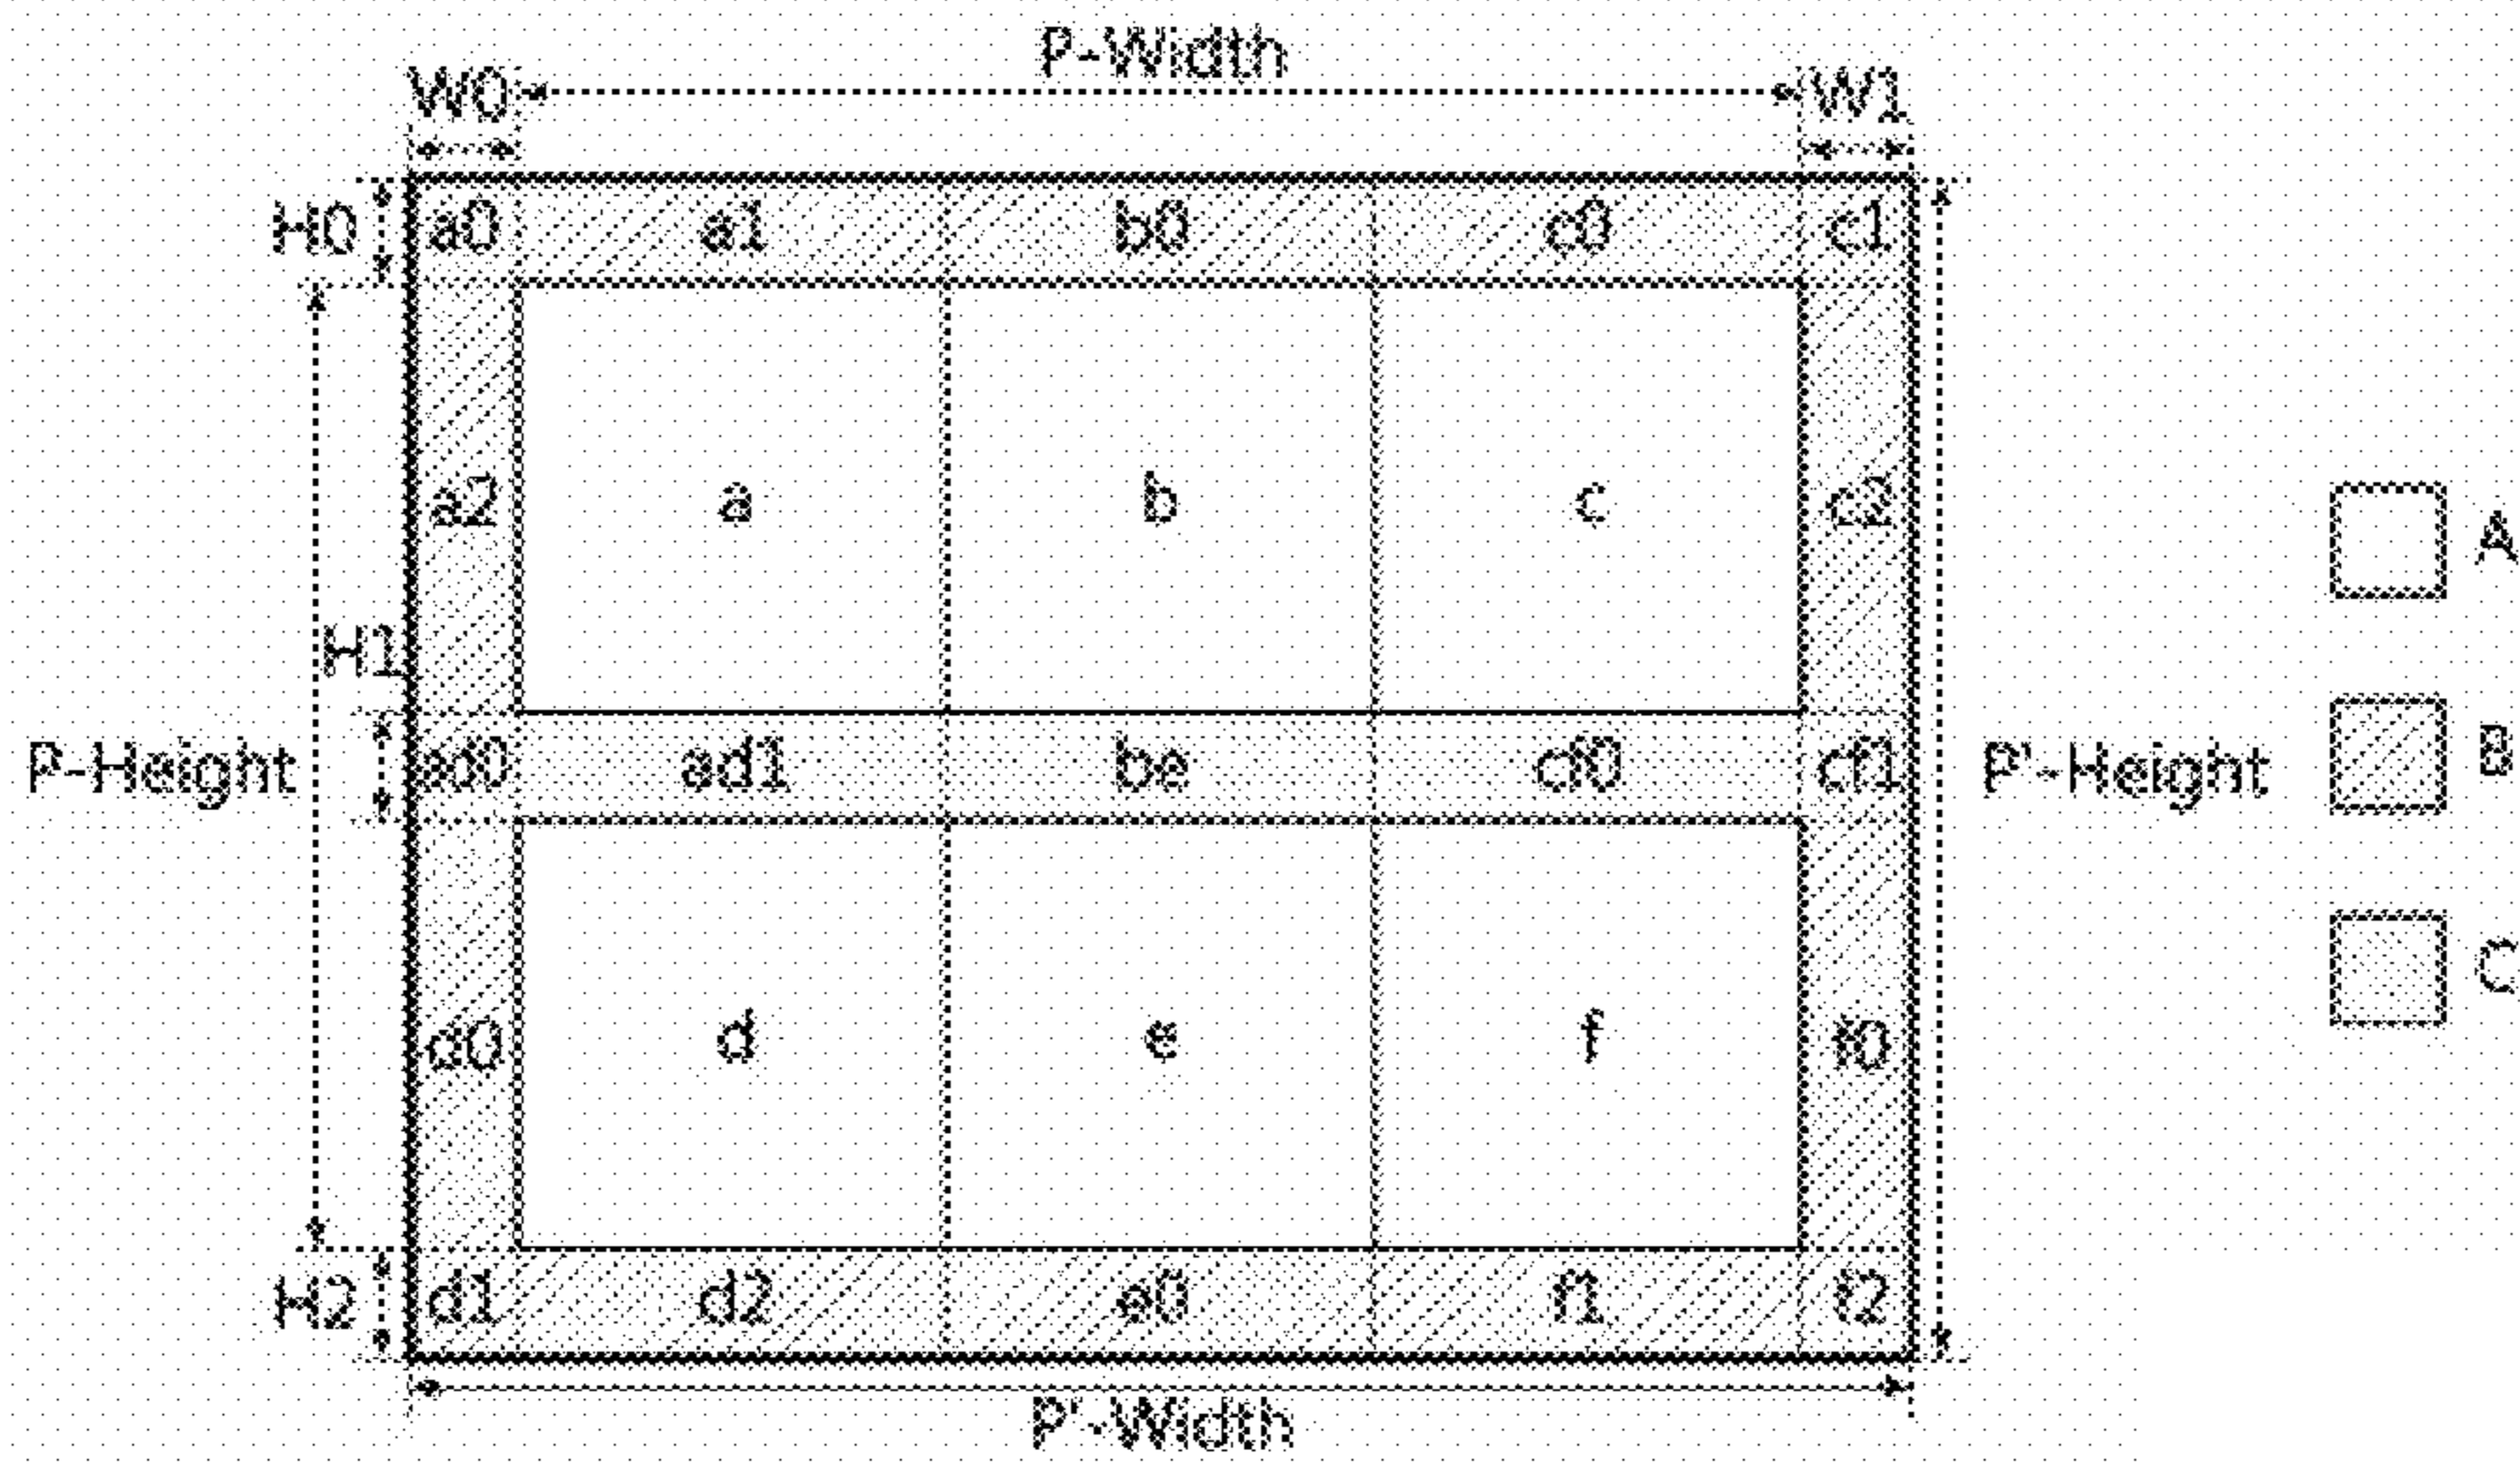 P-Width
W0 W1
H0 a0 a1 b0 c0 c1
a2 a b c c2 A
H1
P-Height ad0 ad1 be cf0 cf1 P'-Height B
C
d0 d e f f0
H2 d1 d2 e0 f1 f2
P'-Width